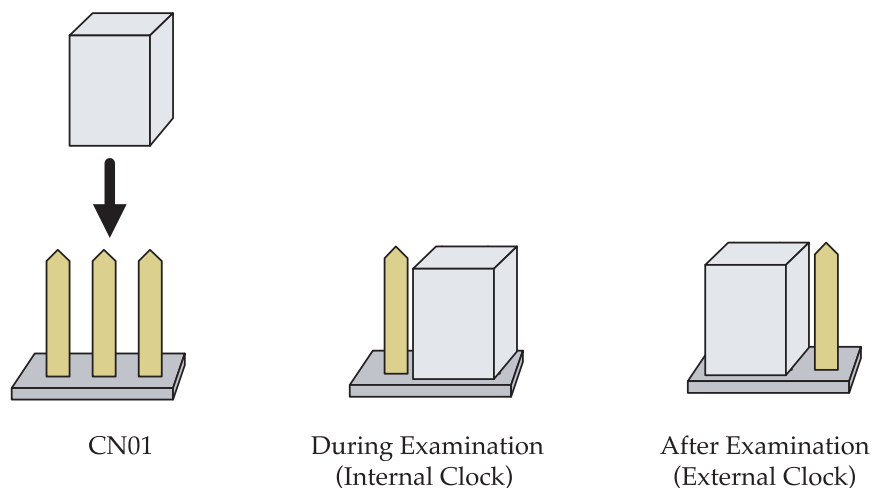 CN01
During Examination
(Internal Clock)
After Examination
(External Clock)